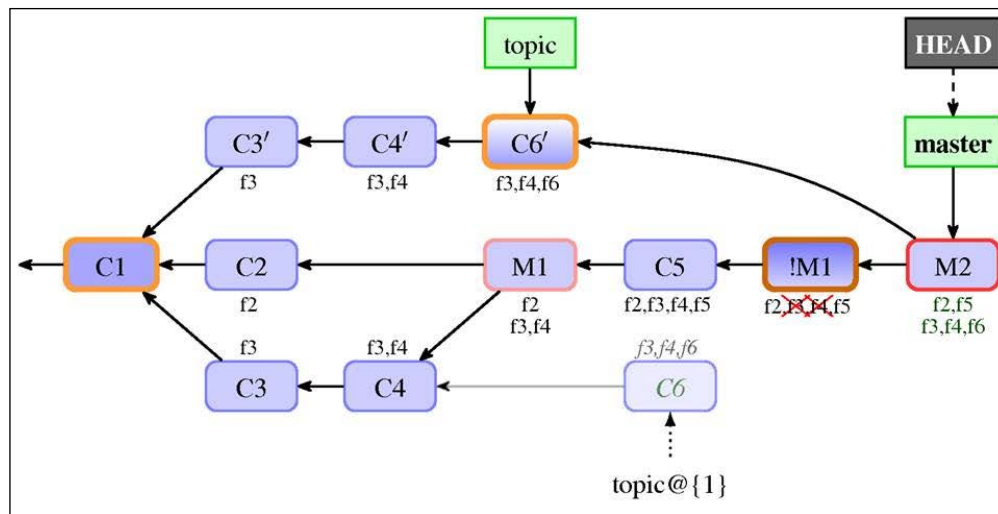 topic
HEAD
C3′
C4′
C6′
master
f3
f3,f4
f3,f4,f6
C1
C2
M1
C5
!M1
M2
f2
f2
f3,f4
f2,f3,f4,f5
f2,f3,f4,f5
f2,f5
f3,f4,f6
f3
f3,f4
f3,f4,f6
C3
C4
C6
topic@{1}